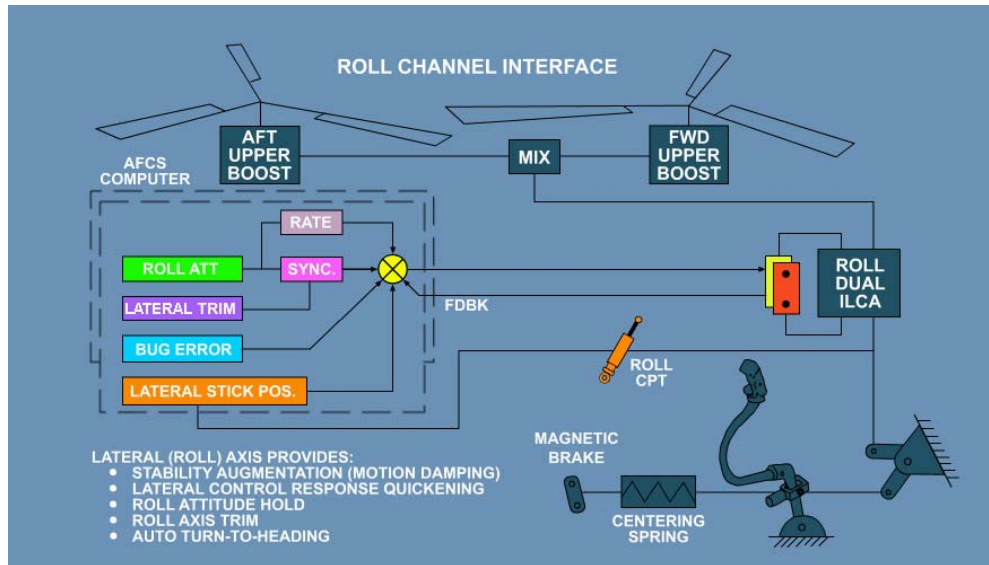 ROLL CHANNEL INTERFACE
AFT
UPPER
BOOST
MIX
FWD
UPPER
BOOST
AFCS
COMPUTER
RATE
ROLL ATT
SYNC.
LATERAL TRIM
BUG ERROR
LATERAL STICK POS.
FDBK
ROLL
DUAL
ILCA
ROLL
CPT
MAGNETIC
BRAKE
CENTERING
SPRING
LATERAL (ROLL) AXIS PROVIDES:
• STABILITY AUGMENTATION (MOTION DAMPING)
• LATERAL CONTROL RESPONSE QUICKENING
• ROLL ATTITUDE HOLD
• ROLL AXIS TRIM
• AUTO TURN-TO-HEADING